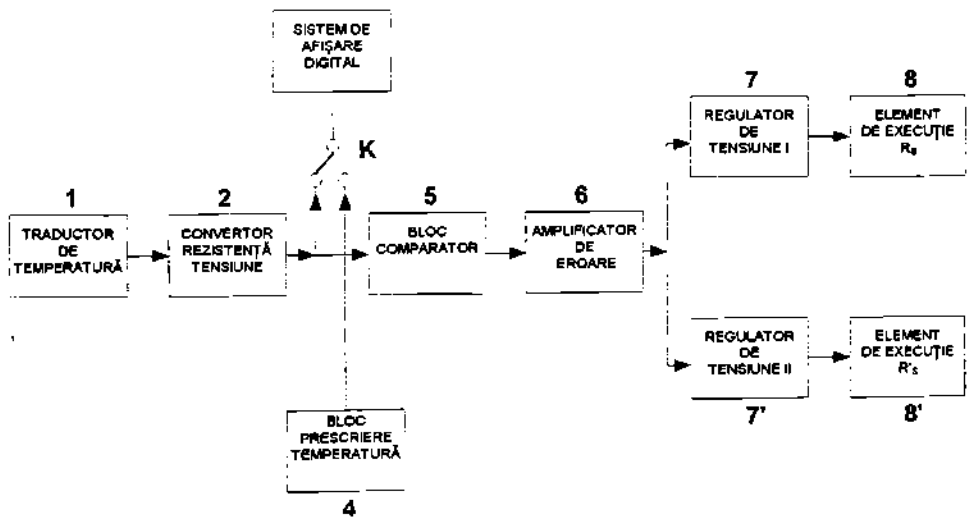 SISTEM DE
AFIȘARE
DIGITAL
K
1
TRADUCTOR
DE
TEMPERATURĂ
2
CONVERTOR
REZISTENȚĂ
TENSIUNE
5
BLOC
COMPARATOR
6
AMPLIFICATOR
DE
EROARE
7
REGULATOR
DE
TENSIUNE I
8
ELEMENT
DE EXECUȚIE
REGULATOR
DE
TENSIUNE II
7'
ELEMENT
DE EXECUȚIE
R's
8'
BLOC
PRESCRIERE
TEMPERATURĂ
4